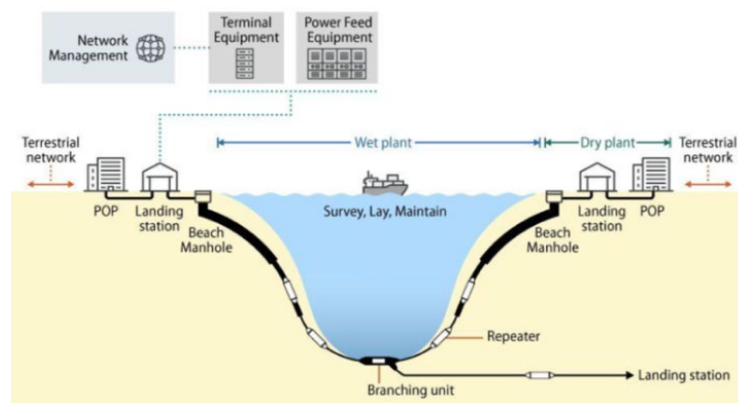 Network
Management
Terminal
Equipment
Power Feed
Equipment
Terrestrial
network
Wet plant
Dry plant
Terrestrial
network
POP
Landing
station
Beach
Manhole
Survey, Lay, Maintain
Beach
Manhole
Landing
station
POP
Repeater
Landing station
Branching unit